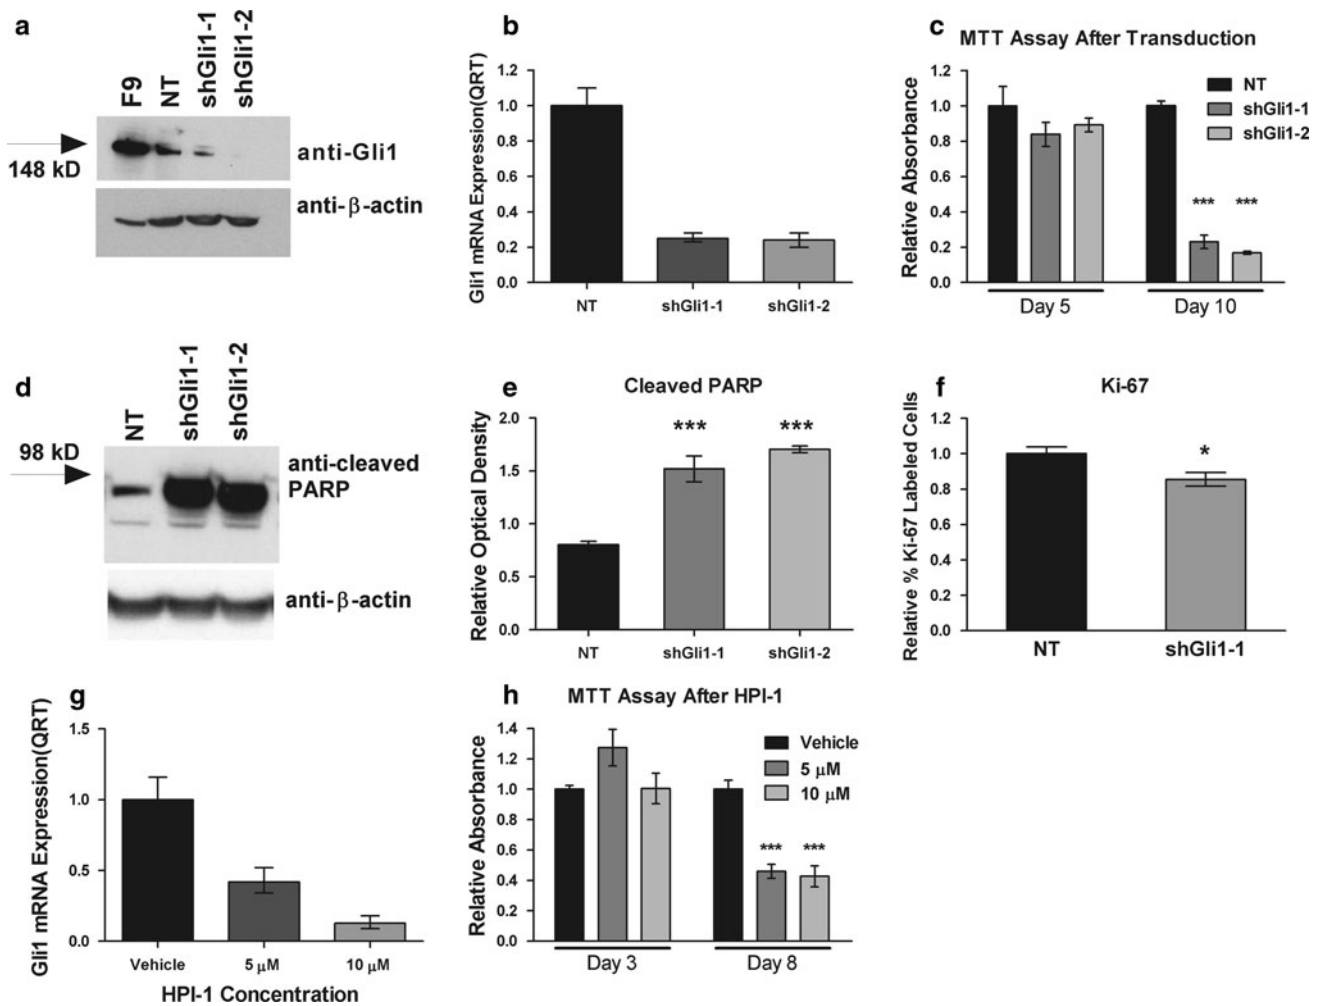 a
F9
NT
shGli1-1
shGli1-2
148 kD
anti-Gli1
anti-β-actin
b
Gli1 mRNA Expression(QRT)
1.2
1.0
0.8
0.6
0.4
0.2
0.0
NT
shGli1-1
shGli1-2
c
MTT Assay After Transduction
Relative Absorbance
1.2
1.0
0.8
0.6
0.4
0.2
0.0
NT
shGli1-1
shGli1-2
***
***
Day 5
Day 10
d
NT
shGli1-1
shGli1-2
98 kD
anti-cleaved
PARP
anti-β-actin
e
Cleaved PARP
Relative Optical Density
2.0
1.5
1.0
0.5
0.0
***
***
NT
shGli1-1
shGli1-2
f
Ki-67
Relative % Ki-67 Labeled Cells
1.2
1.0
0.8
0.6
0.4
0.2
0.0
*
NT
shGli1-1
g
Gli1 mRNA Expression(QRT)
1.5
1.0
0.5
0.0
Vehicle
5 μM
10 μM
HPI-1 Concentration
h
MTT Assay After HPI-1
Relative Absorbance
1.4
1.2
1.0
0.8
0.6
0.4
0.2
0.0
Vehicle
5 μM
10 μM
***
***
Day 3
Day 8